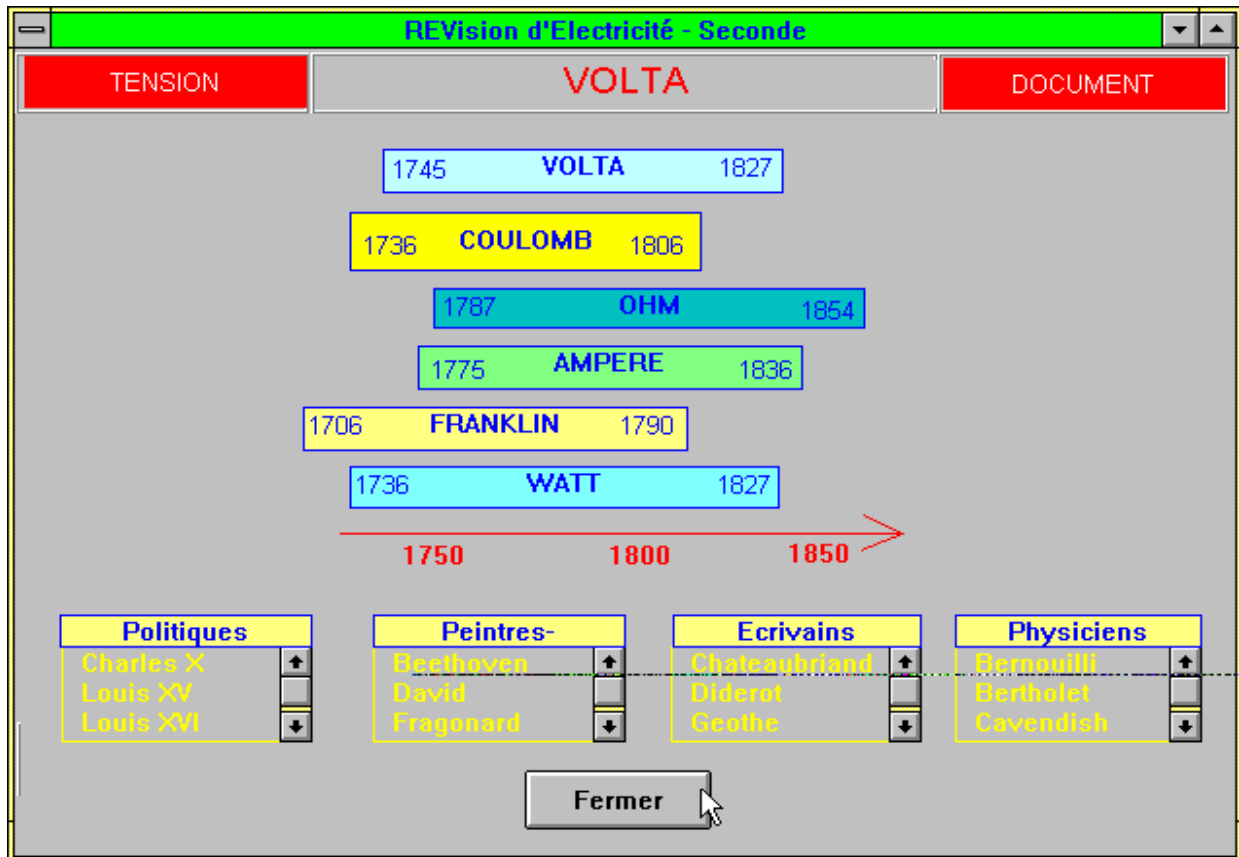 REVision d'Electricité - Seconde
TENSION VOLTA DOCUMENT
1745 VOLTA 1827
1736 COULOMB 1806
1787 OHM 1854
1775 AMPERE 1836
1706 FRANKLIN 1790
1736 WATT 1827
1750 1800 1850
Politiques Peintres- Ecrivains Physiciens
Charles X Beethoven Chateaubriand Bernouilli
Louis XV David Diderot Bertholet
Louis XVI Fragonard Geothe Cavendish
Fermer